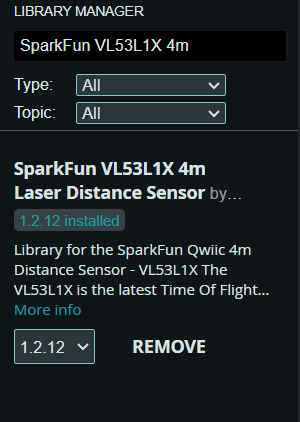 LIBRARY MANAGER
SparkFun VL53L1X 4m
Type: All
Topic: All
SparkFun VL53L1X 4m
Laser Distance Sensor by...
1.2.12 installed
Library for the SparkFun Qwiic 4m
Distance Sensor - VL53L1X The
VL53L1X is the latest Time Of Flight...
More info
1.2.12 REMOVE